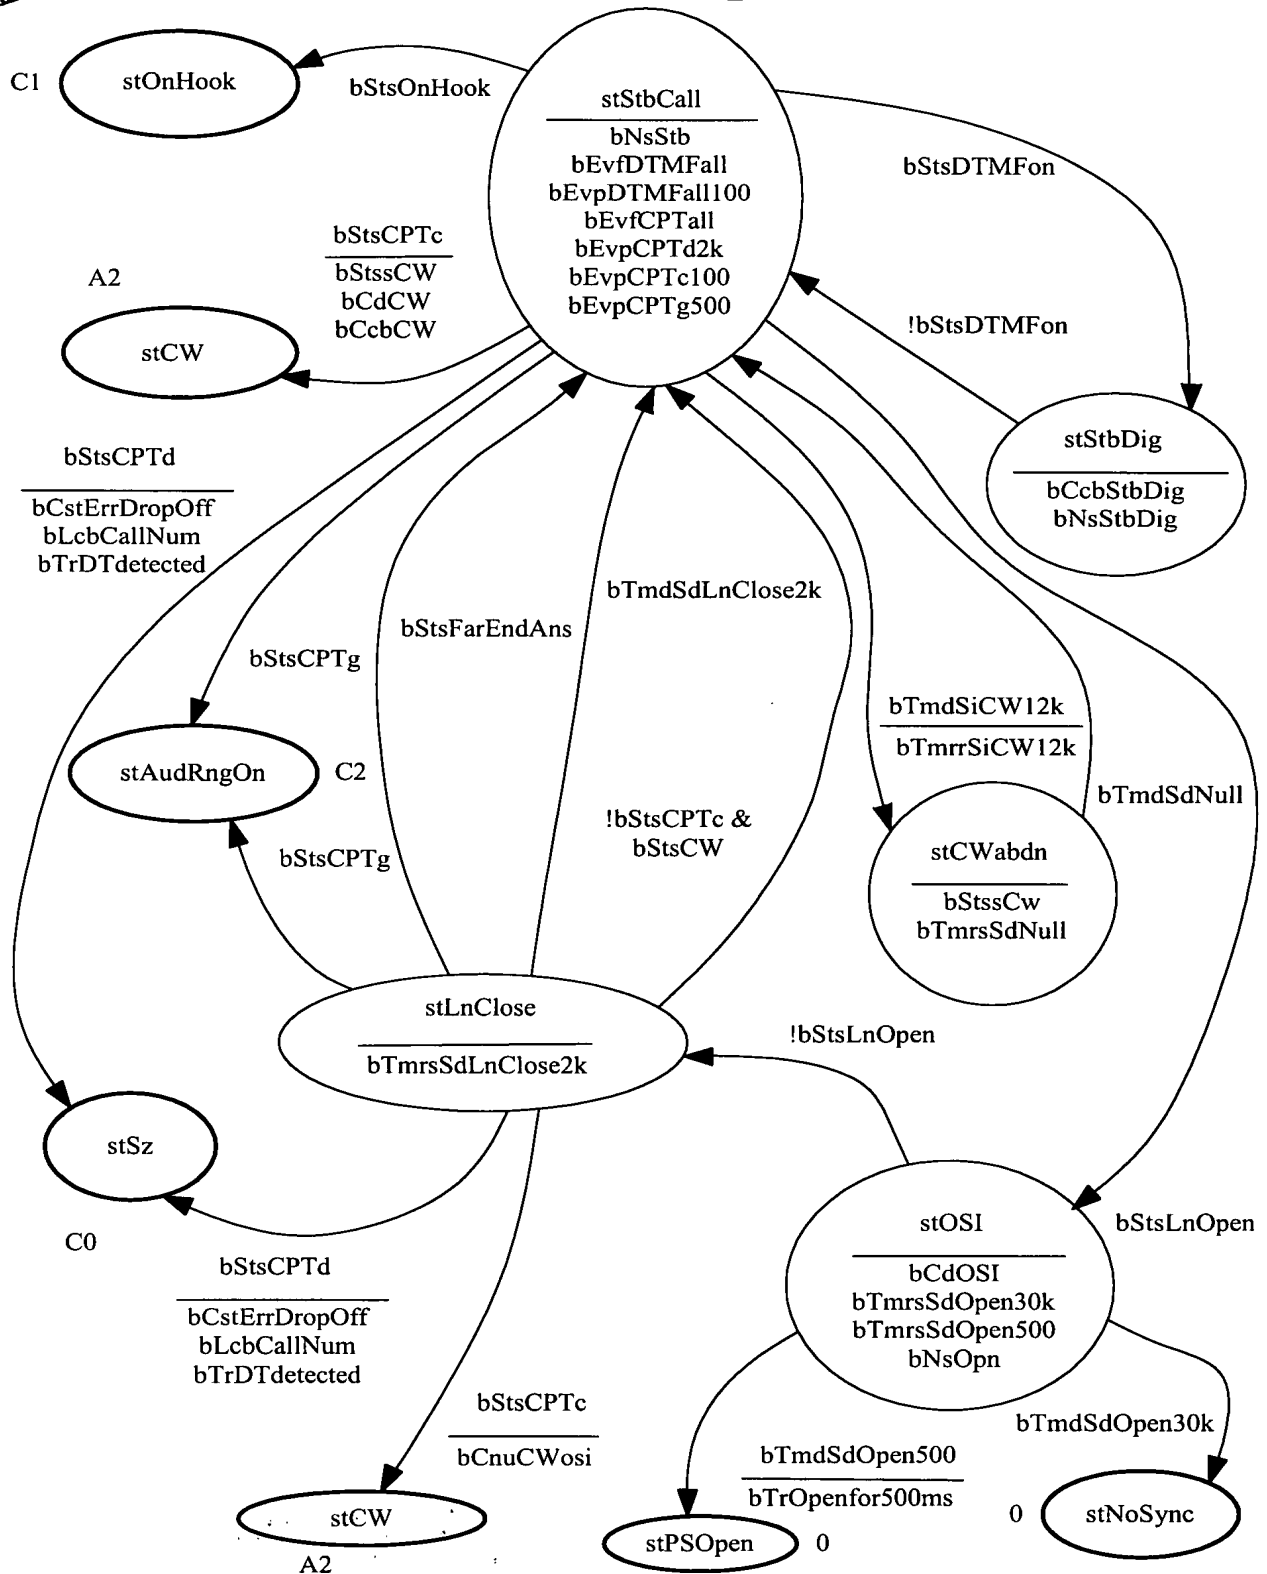 C1
stOnHook
bStsOnHook
stStbCall
bNsStb
bEvfDTMFall
bEvpDTMFall100
bEvfCPTall
bEvpCPTd2k
bEvpCPTc100
bEvpCPTg500
bStsDTMFon
!bStsDTMFon
stStbDig
bCcbStbDig
bNsStbDig
bStsCPTc
bStssCW
bCdCW
bCcbCW
A2
stCW
bStsCPTd
bCstErrDropOff
bLcbCallNum
bTrDTdetected
bStsCPTg
bStsFarEndAns
bTmdSdLnClose2k
stAudRngOn
C2
bStsCPTg
!bStsCPTc &
bStsCW
bTmdSiCW12k
bTmrrSiCW12k
bTmdSdNull
stCWabdn
bStssCw
bTmrsSdNull
stLnClose
bTmrsSdLnClose2k
!bStsLnOpen
stSz
C0
bStsCPTd
bCstErrDropOff
bLcbCallNum
bTrDTdetected
stOSI
bCdOSI
bTmrsSdOpen30k
bTmrsSdOpen500
bNsOpn
bStsLnOpen
bStsCPTc
bCnuCWosi
stCW
A2
bTmdSdOpen500
bTrOpenfor500ms
stPSOpen
0
bTmdSdOpen30k
0
stNoSync